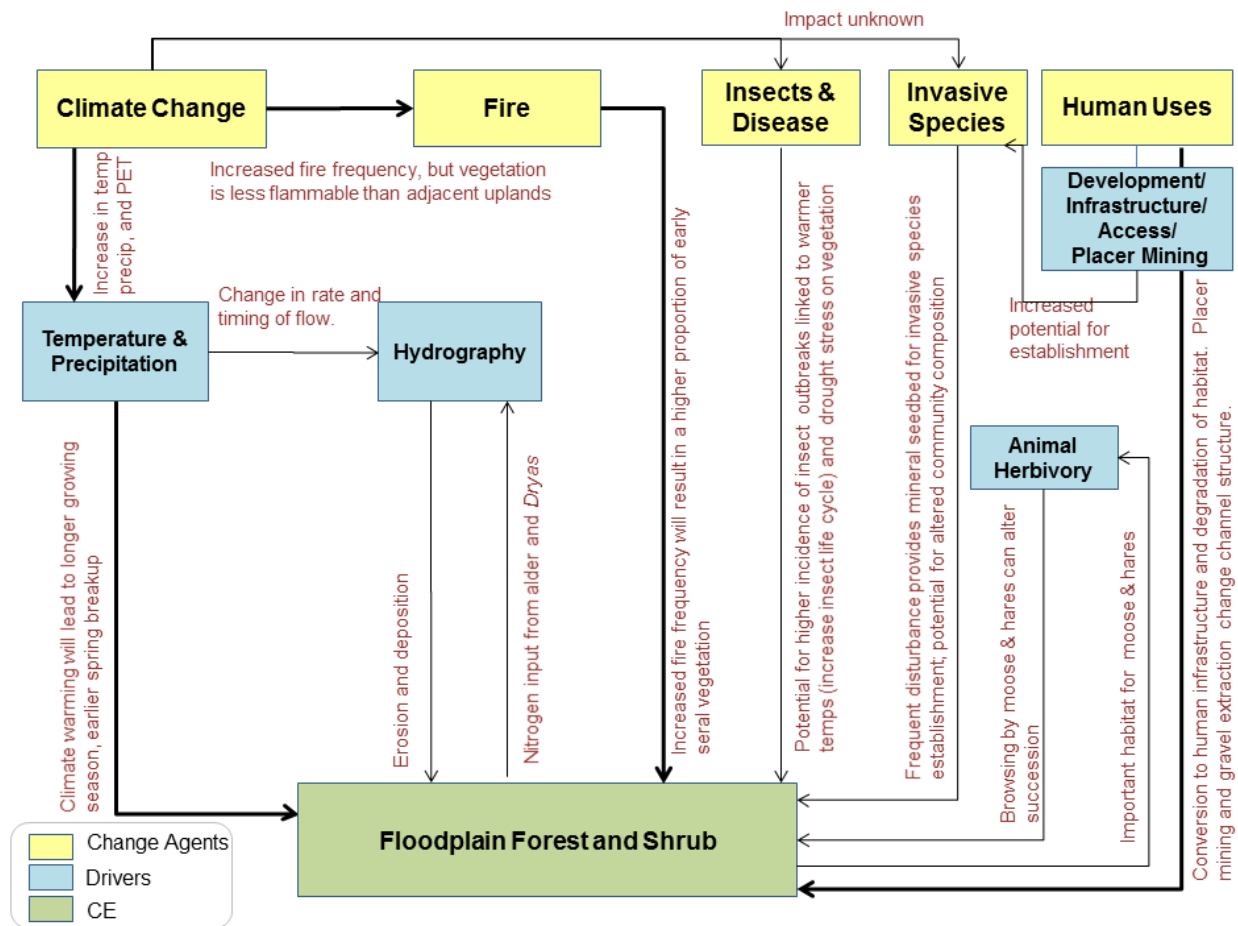 Impact unknown
Climate Change
Fire
Insects &
Disease
Invasive
Species
Human Uses
Increased fire frequency, but vegetation
is less flammable than adjacent uplands
Increase in temp
precip, and PET
Development/
Infrastructure/
Access/
Placer Mining
Change in rate and
timing of flow.
Temperature &
Precipitation
Hydrography
Increased
potential for
establishment
Animal
Herbivory
Climate warming will lead to longer growing
season, earlier spring breakup
Erosion and deposition
Nitrogen input from alder and Dryas
Increased fire frequency will result in a higher proportion of early
seral vegetation
Potential for higher incidence of insect outbreaks linked to warmer
temps (increase insect life cycle) and drought stress on vegetation
Frequent disturbance provides mineral seedbed for invasive species
establishment; potential for altered community composition
Browsing by moose & hares can alter
succession
Important habitat for moose & hares
Conversion to human infrastructure and degradation of habitat. Placer
mining and gravel extraction change channel structure.
Floodplain Forest and Shrub
Change Agents
Drivers
CE